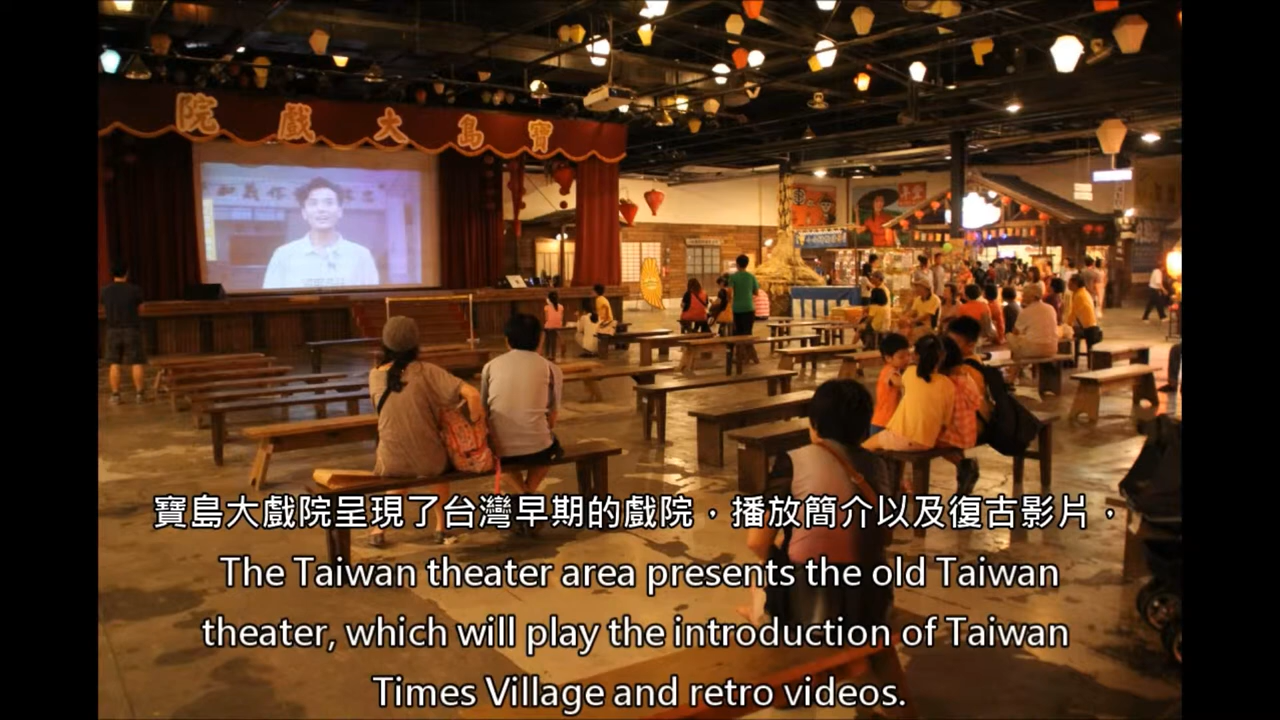 院戲大島寶
寶島大戲院呈現了台灣早期的戲院，播放簡介以及復古影片，
The Taiwan theater area presents the old Taiwan
theater, which will play the introduction of Taiwan
Times Village and retro videos.